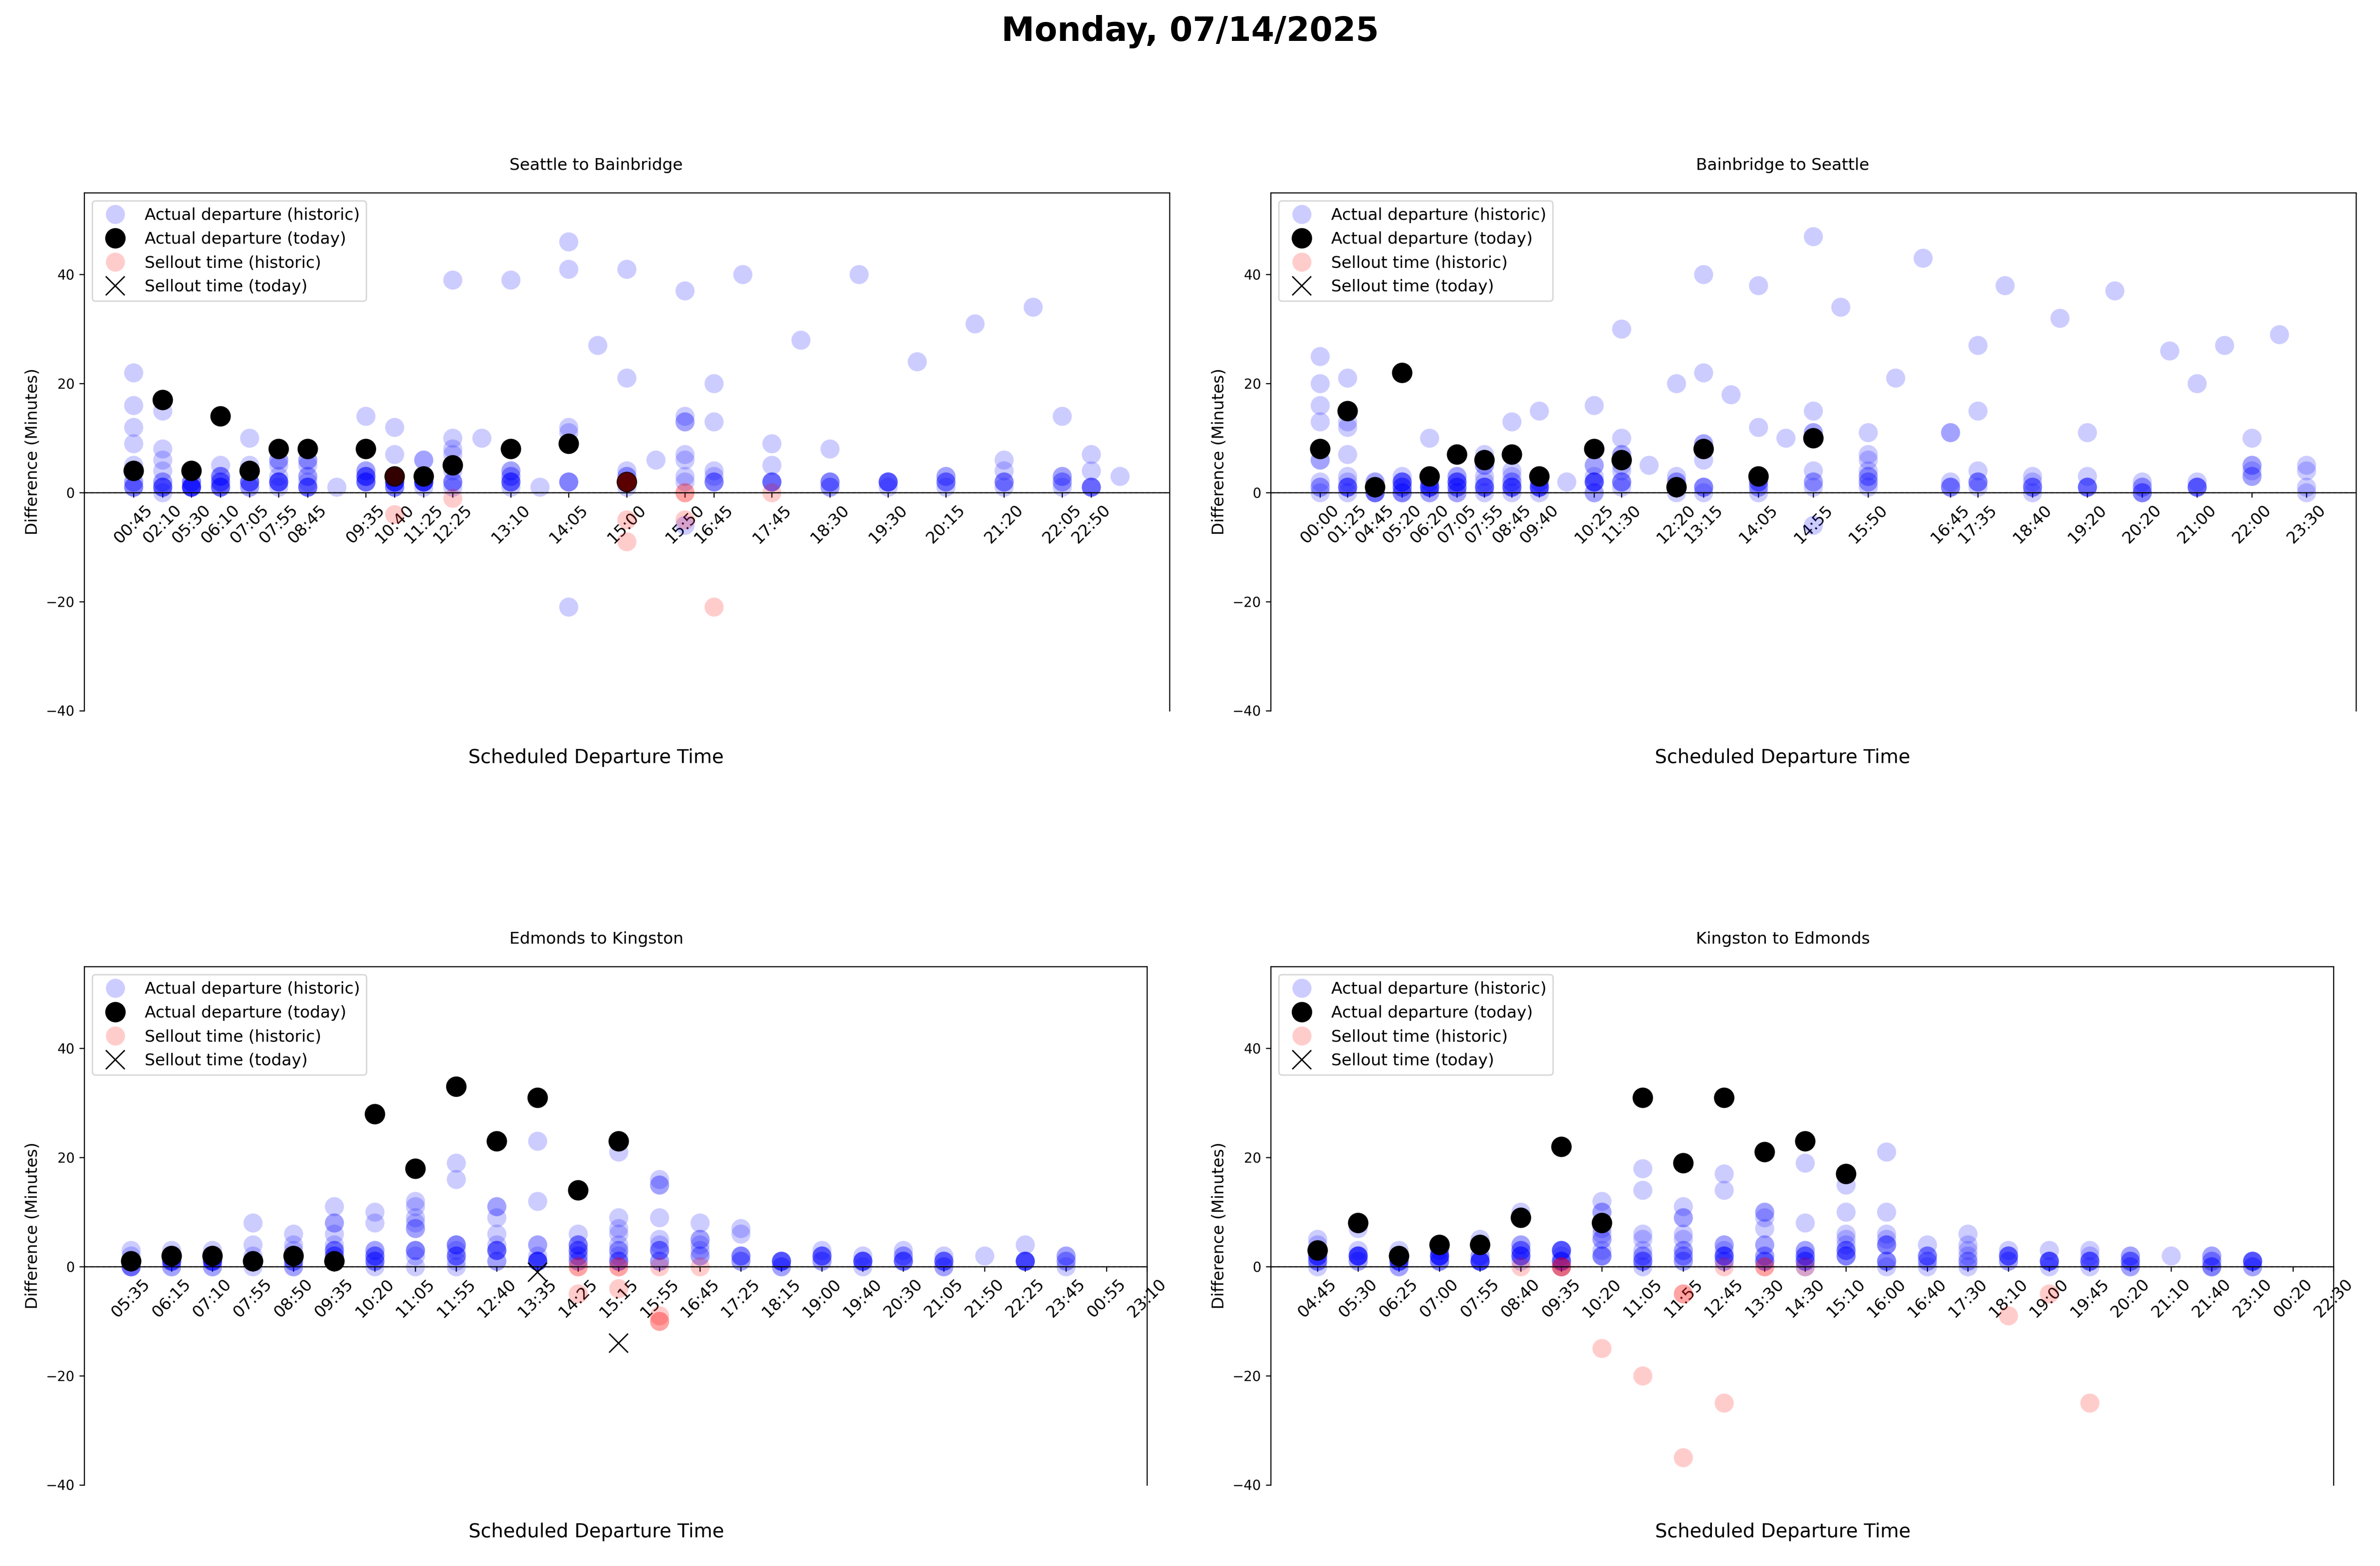 Monday, 07/14/2025
Seattle to Bainbridge
Actual departure (historic)
Actual departure (today)
Sellout time (historic)
Sellout time (today)
Difference (Minutes)
40
20
0
−20
−40
00:45 02:10 05:30 06:10 07:05 07:55 08:45 09:35 10:40 11:25 12:25 13:10 14:05 15:00 15:50 16:45 17:45 18:30 19:30 20:15 21:20 22:05 22:50
Scheduled Departure Time
Bainbridge to Seattle
Actual departure (historic)
Actual departure (today)
Sellout time (historic)
Sellout time (today)
Difference (Minutes)
40
20
0
−20
−40
00:00 01:25 04:45 05:20 06:20 07:05 07:55 08:45 09:40 10:25 11:30 12:20 13:15 14:05 14:55 15:50 16:45 17:35 18:40 19:20 20:20 21:00 22:00 23:30
Scheduled Departure Time
Edmonds to Kingston
Actual departure (historic)
Actual departure (today)
Sellout time (historic)
Sellout time (today)
Difference (Minutes)
40
20
0
−20
−40
05:35 06:15 07:10 07:55 08:50 09:35 10:20 11:05 11:55 12:40 13:35 14:25 15:15 15:55 16:45 17:25 18:15 19:00 19:40 20:30 21:05 21:50 22:25 23:45 00:55 23:10
Scheduled Departure Time
Kingston to Edmonds
Actual departure (historic)
Actual departure (today)
Sellout time (historic)
Sellout time (today)
Difference (Minutes)
40
20
0
−20
−40
04:45 05:30 06:25 07:00 07:55 08:40 09:35 10:20 11:05 11:55 12:45 13:30 14:30 15:10 16:00 16:40 17:30 18:10 19:00 19:45 20:20 21:10 21:40 23:10 00:20 22:30
Scheduled Departure Time